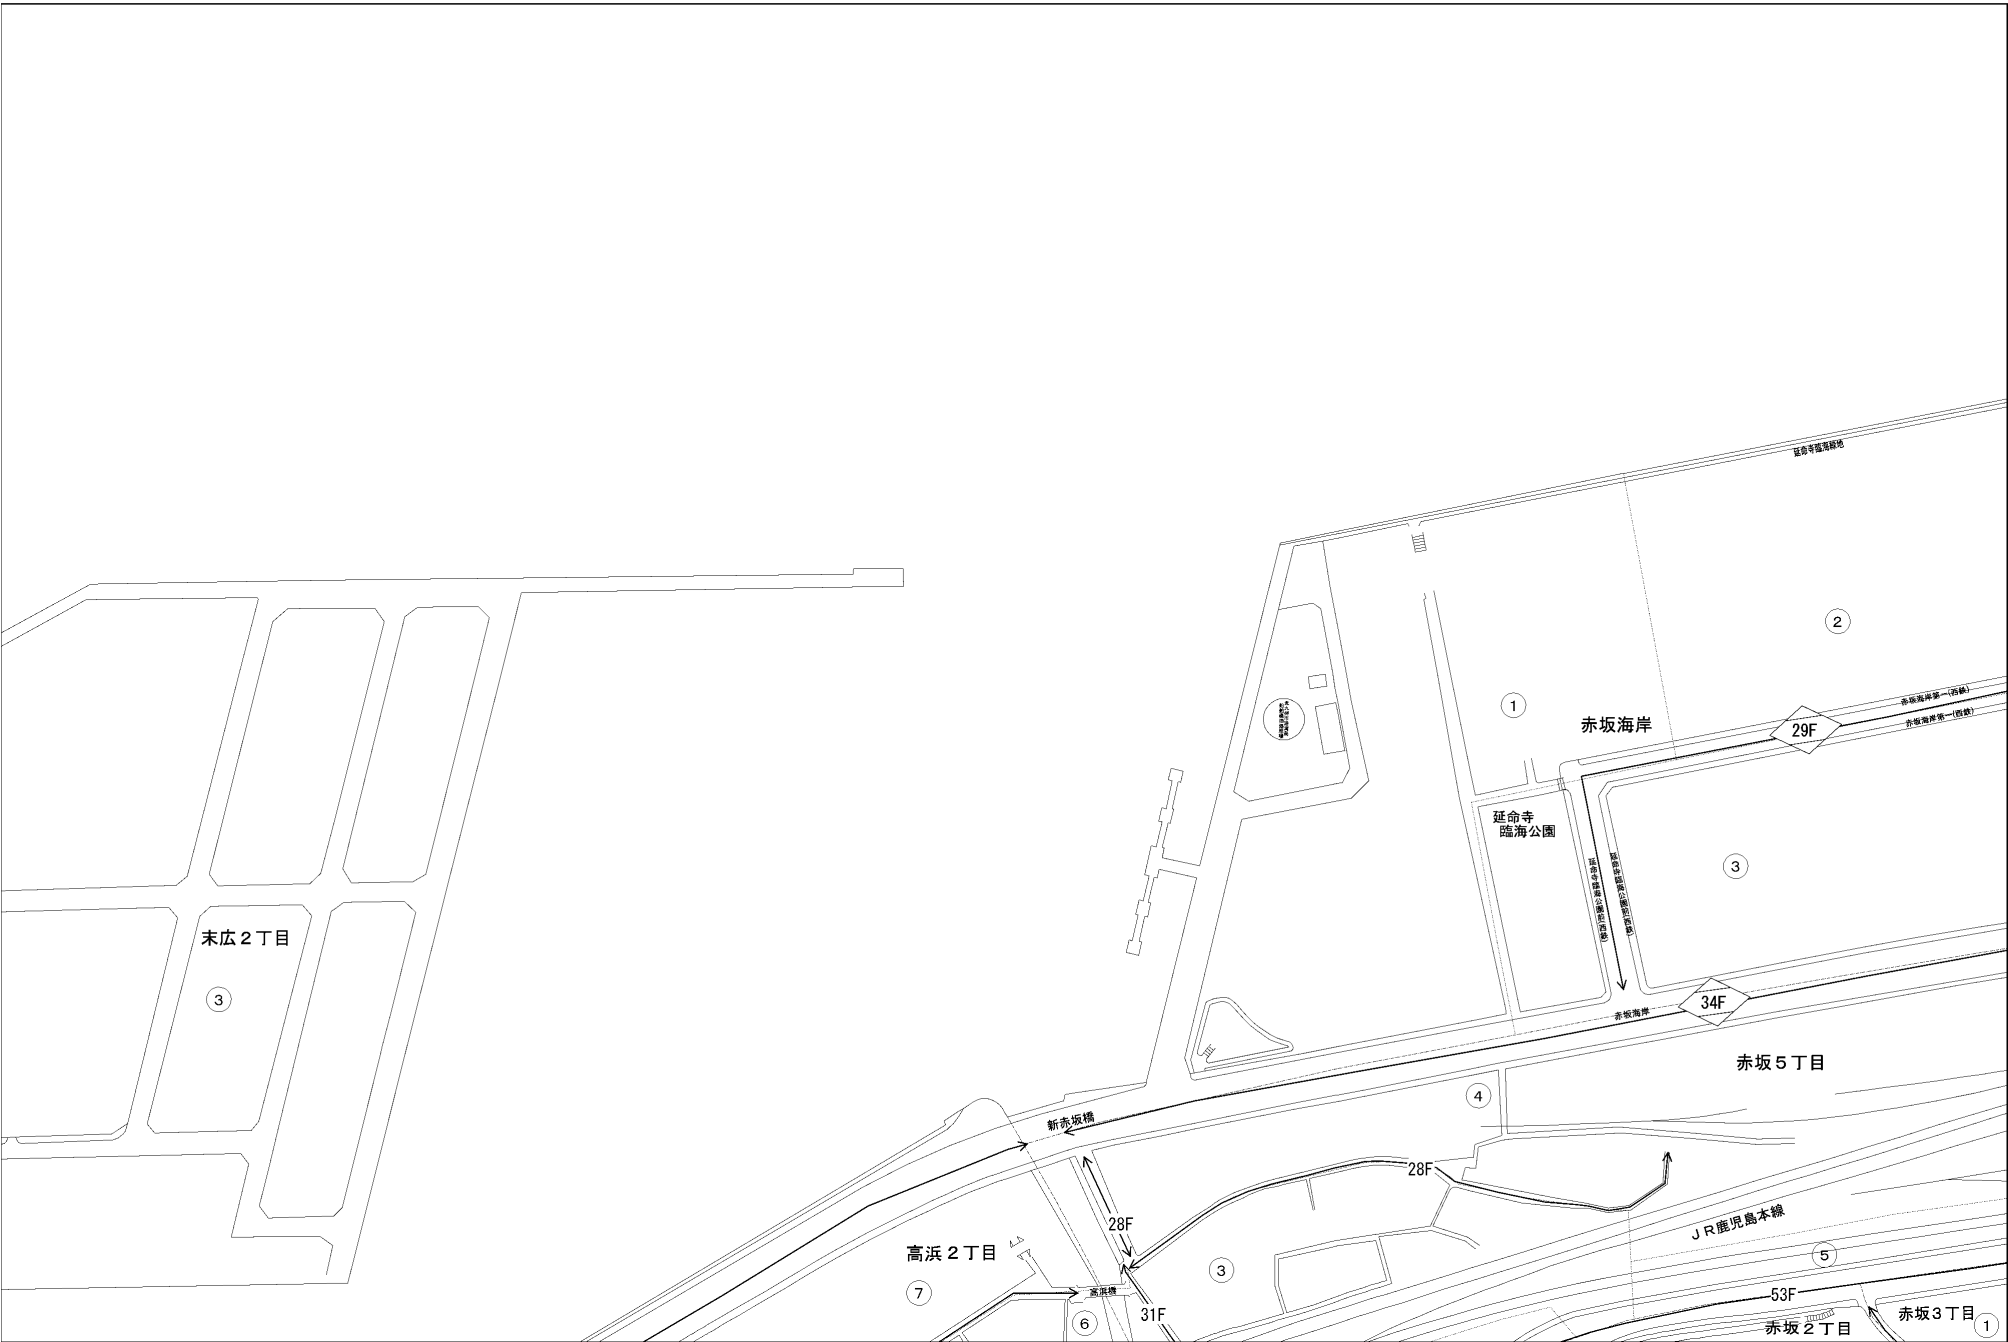 延命寺臨海緑地
②
①
赤坂海岸
赤坂海岸第一(西鉄)
赤坂海岸第一(西鉄)
29F
延命寺
臨海公園
③
延命寺臨海公園前(西鉄)
延命寺臨海公園前(西鉄)
末広2丁目
③
34F
赤坂海岸
赤坂5丁目
④
新赤坂橋
28F
28F
JR鹿児島本線
高浜2丁目
⑤
③
⑦
高浜橋
53F
31F
⑥
赤坂3丁目
①
赤坂2丁目